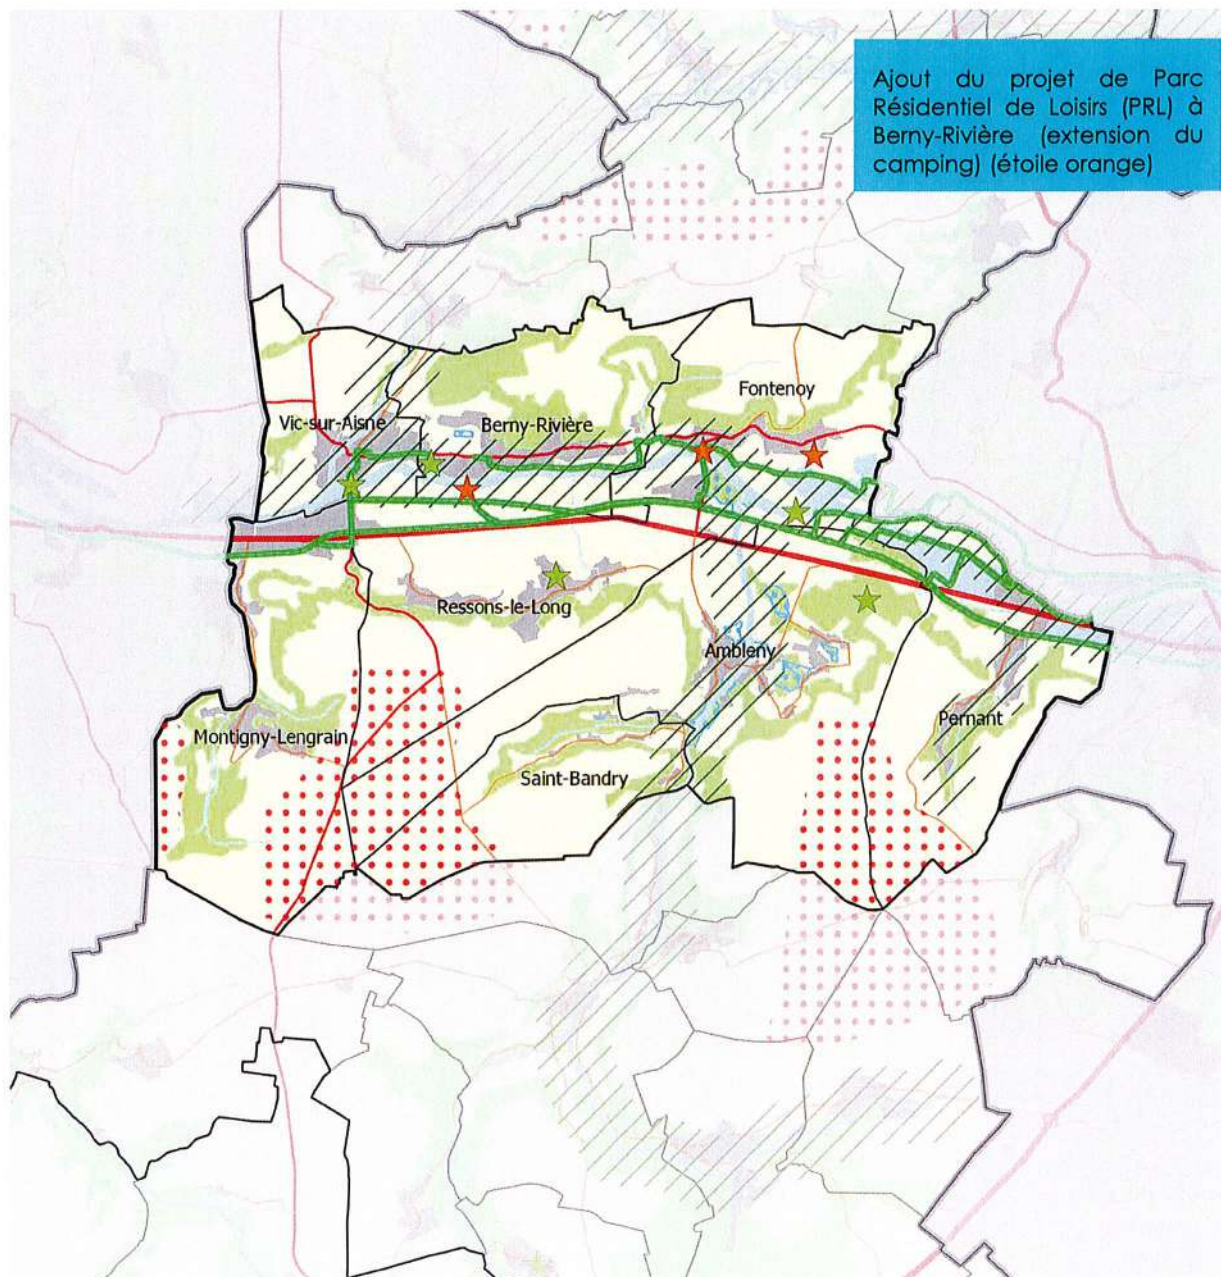 Ajout du projet de Parc
Résidentiel de Loisirs (PRL) à
Berny-Rivière (extension du
camping) (étoile orange)
Fontenoy
Vic-sur-Aisne
Berny-Rivière
Ressons-le-Long
Ambleny
Pernant
Montigny-Lengrain
Saint-Bandry